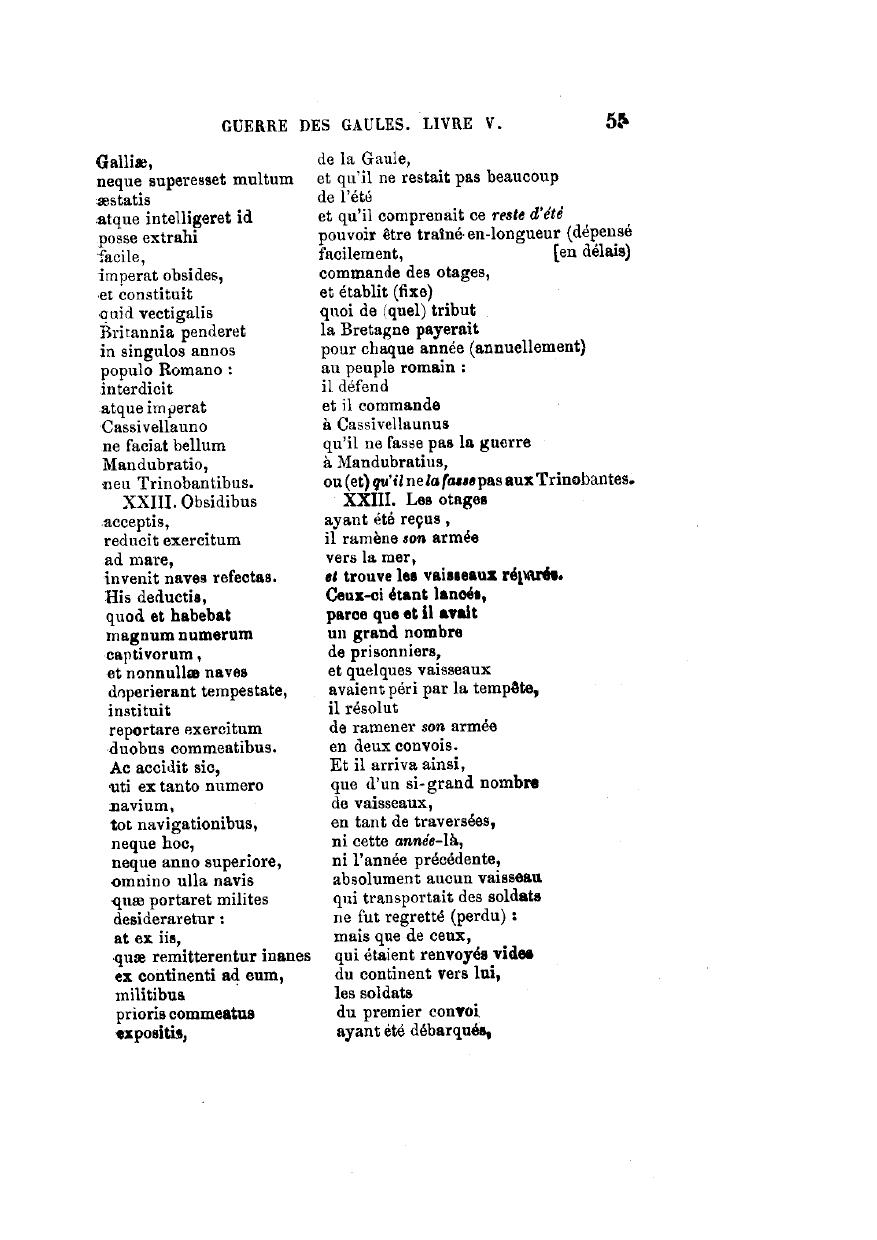 GUERRE DES GAULES. LIVRE V. 55
Galliæ, de la Gaule,
neque superesset multum et qu'il ne restait pas beaucoup
æstatis de l'été
atque intelligeret id et qu'il comprenait ce reste d'été
posse extrahi pouvoir être traîné en-longueur (dépensé
facile, facilement, [en délais)
imperat obsides, commande des otages,
et constituit et établit (fixe)
quid vectigalis quoi de (quel) tribut
Britannia penderet la Bretagne payerait
in singulos annos pour chaque année (annuellement)
populo Romano : au peuple romain :
interdicit il défend
atque imperat et il commande
Cassivellauno à Cassivellaunus
ne faciat bellum qu'il ne fasse pas la guerre
Mandubratio, à Mandubratius,
neu Trinobantibus. ou (et) qu'il ne la fasse pas aux Trinobantes.
XXIII. Obsidibus XXIII. Les otages
acceptis, ayant été reçus ,
reducit exercitum il ramène son armée
ad mare, vers la mer,
invenit naves refectas. et trouve les vaisseaux réparés.
His deductis, Ceux-ci étant lancés,
quod et habebat parce que et il avait
magnum numerum un grand nombre
captivorum , de prisonniers,
et nonnullæ naves et quelques vaisseaux
deperierant tempestate, avaient péri par la tempête,
instituit il résolut
reportare exercitum de ramener son armée
duobus commeatibus. en deux convois.
Ac accidit sic, Et il arriva ainsi,
uti ex tanto numero que d'un si-grand nombre
navium, de vaisseaux,
tot navigationibus, en tant de traversées,
neque hoc, ni cette année-là,
neque anno superiore, ni l'année précédente,
omnino ulla navis absolument aucun vaisseau
quæ portaret milites qui transportait des soldats
desideraretur : ne fut regretté (perdu) :
at ex iis, mais que de ceux,
quæ remitterentur inanes qui étaient renvoyés vides
ex continenti ad eum, du continent vers lui,
militibus les soldats
prioris commeatus du premier convoi
expositis, ayant été débarqués,